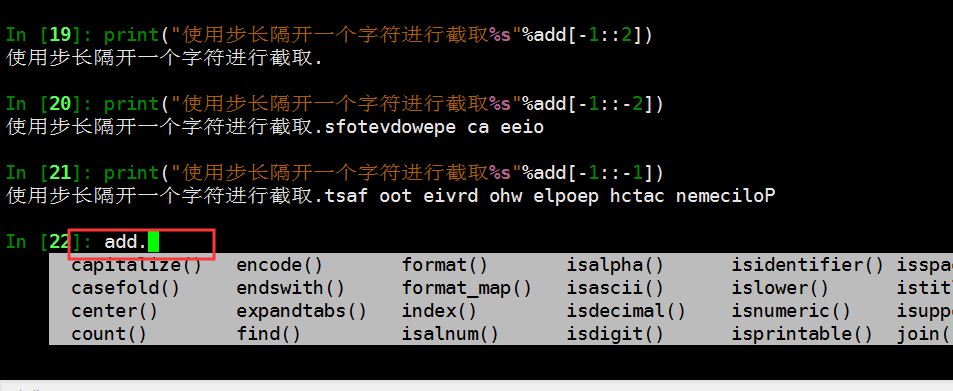 In [19]: print("使用步长隔开一个字符进行截取%s"%add[-1::2])
使用步长隔开一个字符进行截取.
In [20]: print("使用步长隔开一个字符进行截取%s"%add[-1::-2])
使用步长隔开一个字符进行截取.sfotevdowepe ca eeio
In [21]: print("使用步长隔开一个字符进行截取%s"%add[-1::-1])
使用步长隔开一个字符进行截取.tsaf oot eivrd ohw elpoep hctac nemeciloP
In [22]: add.
capitalize() encode() format() isalpha() isidentifier() isspa
casefold() endswith() format_map() isascii() islower() istitl
center() expandtabs() index() isdecimal() isnumeric() isuppe
count() find() isalnum() isdigit() isprintable() join(